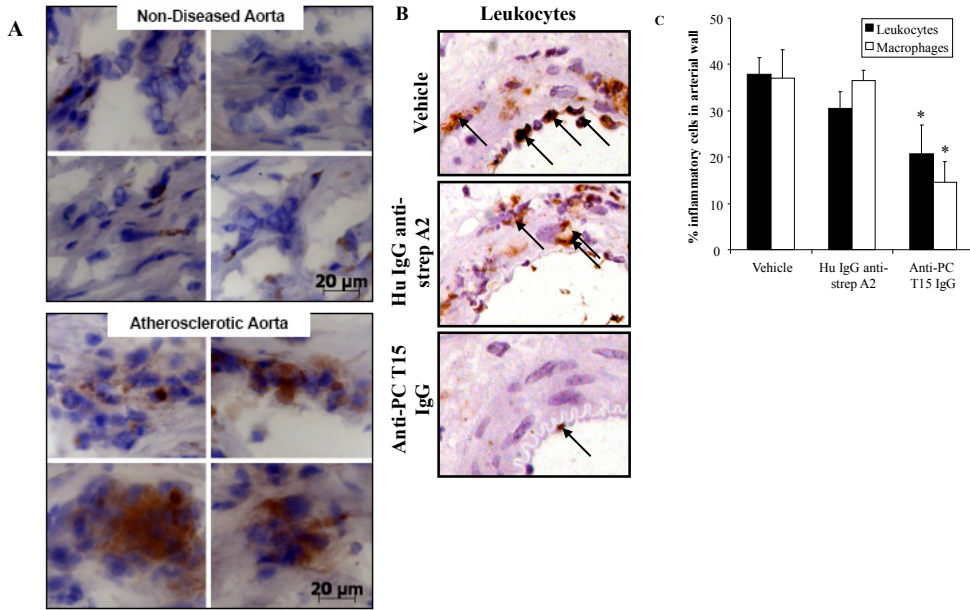 A
Non-Diseased Aorta
20 µm
Atherosclerotic Aorta
20 µm
B
Leukocytes
Vehicle
Hu IgG anti-
strep A2
Anti-PC T15
IgG
C
% inflammatory cells in arterial wall
50
40
30
20
10
0
Leukocytes
Macrophages
*
*
Vehicle
Hu IgG anti-
strep A2
Anti-PC
T15 IgG